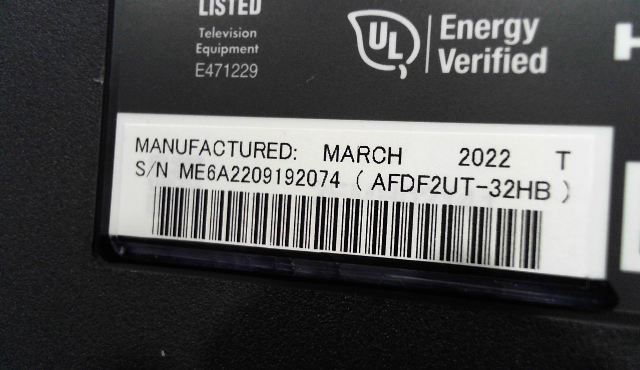 LISTED
Television
Equipment
E471229
UL
Energy
Verified
MANUFACTURED: MARCH 2022 T
S/N ME6A2209192074 ( AFDF2UT-32HB )